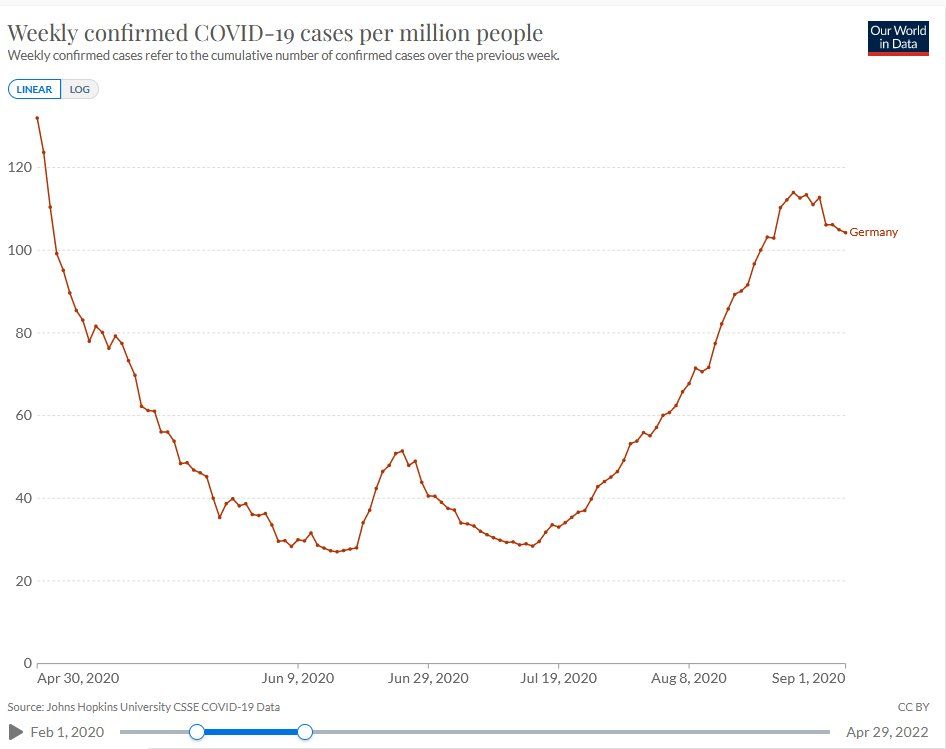 Weekly confirmed COVID-19 cases per million people
Weekly confirmed cases refer to the cumulative number of confirmed cases over the previous week.
Our World
in Data
LINEAR LOG
120
100
80
60
40
20
0
Germany
Apr 30, 2020 Jun 9, 2020 Jun 29, 2020 Jul 19, 2020 Aug 8, 2020 Sep 1, 2020
Source: Johns Hopkins University CSSE COVID-19 Data CC BY
Feb 1, 2020 Apr 29, 2022